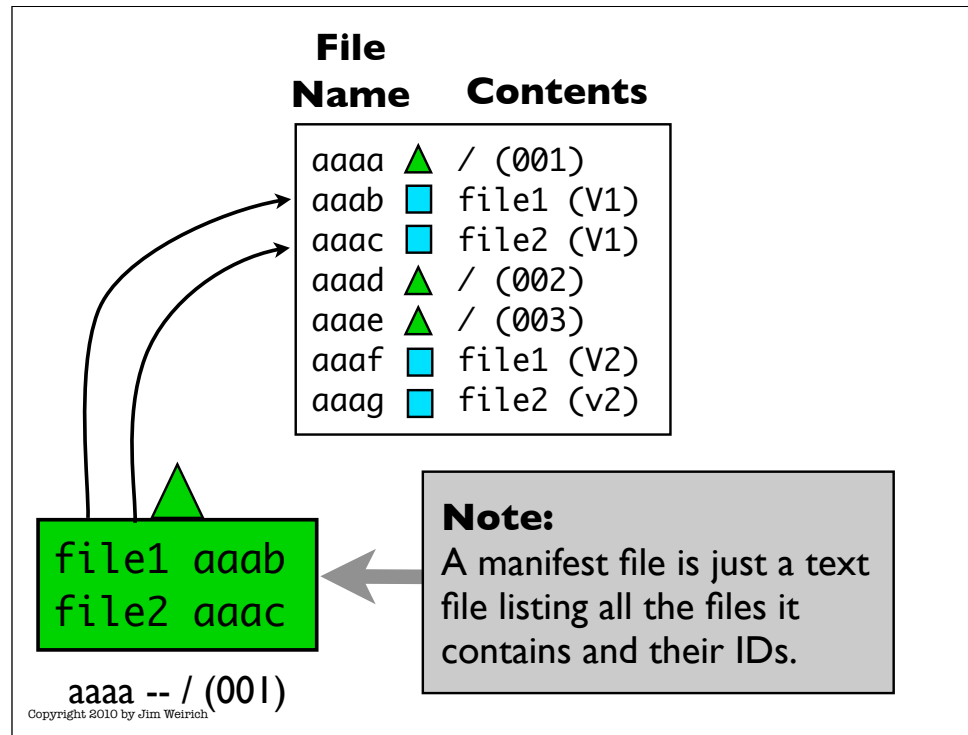 File
Name Contents
aaaa / (001)
aaab file1 (V1)
aaac file2 (V1)
aaad / (002)
aaae / (003)
aaaf file1 (V2)
aaag file2 (v2)
file1 aaab
file2 aaac
aaaa -- / (001)
Note:
A manifest file is just a text
file listing all the files it
contains and their IDs.
Copyright 2010 by Jim Weirich